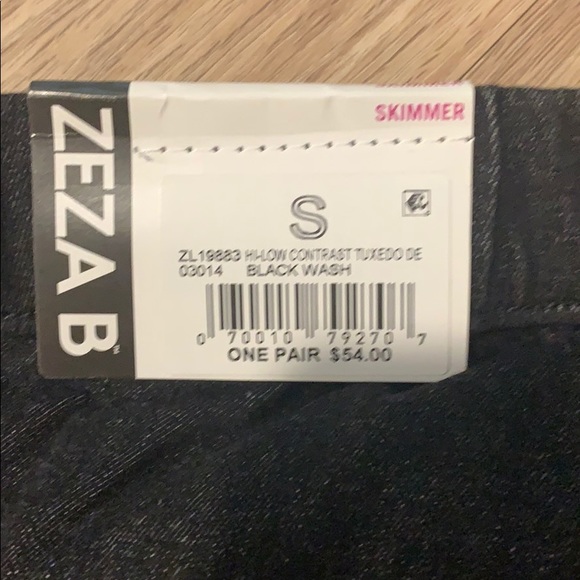 ZEZA B™
SKIMMER
S
ZL19883 HI-LOW CONTRAST TUXEDO DE
03014 BLACK WASH
0 70010 79270 7
ONE PAIR $54.00